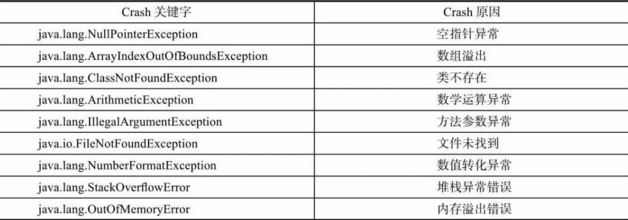 Crash 关键字 Crash 原因
java.lang.NullPointerException 空指针异常
java.lang.ArrayIndexOutOfBoundsException 数组溢出
java.lang.ClassNotFoundException 类不存在
java.lang.ArithmeticException 数学运算异常
java.lang.IllegalArgumentException 方法参数异常
java.io.FileNotFoundException 文件未找到
java.lang.NumberFormatException 数值转化异常
java.lang.StackOverflowError 堆栈异常错误
java.lang.OutOfMemoryError 内存溢出错误